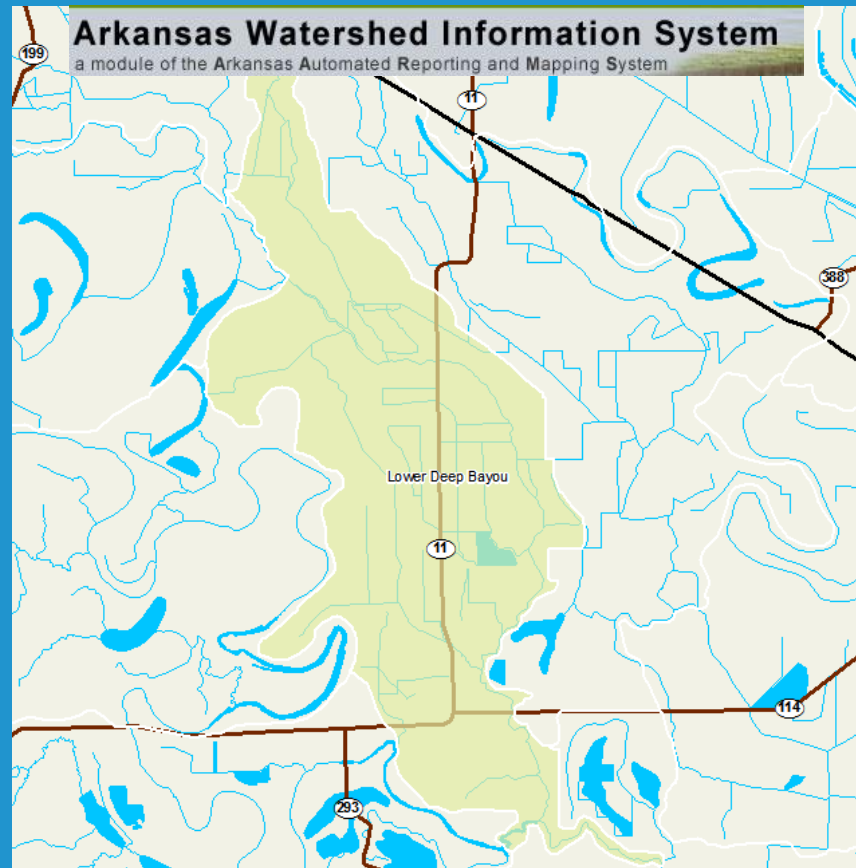 Arkansas Watershed Information System
a module of the Arkansas Automated Reporting and Mapping System
199
11
388
Lower Deep Bayou
11
114
293